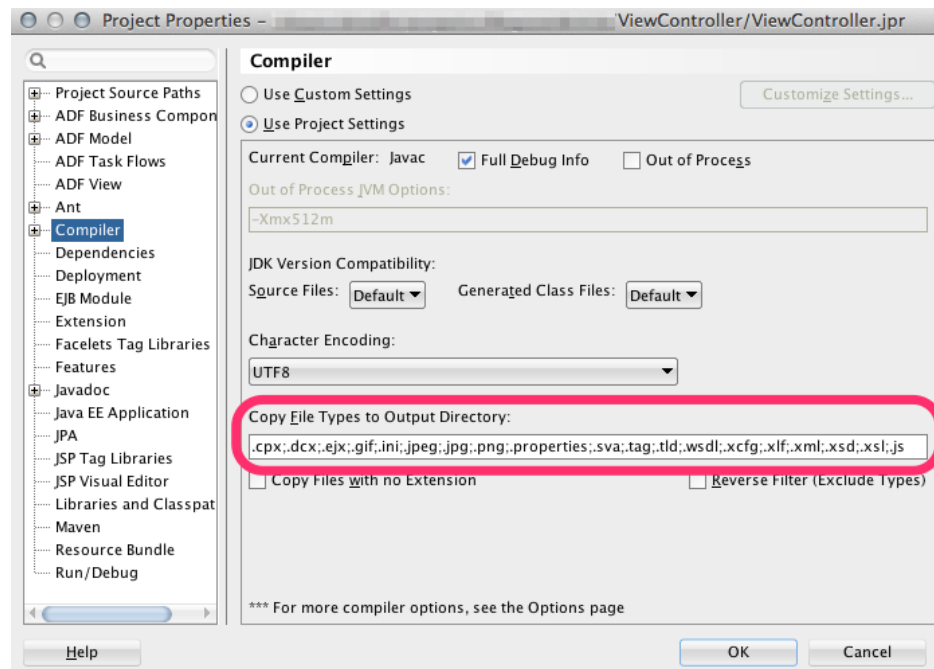 Project Properties – /ViewController/ViewController.jpr
Project Source Paths
ADF Business Compon
ADF Model
ADF Task Flows
ADF View
Ant
Compiler
Dependencies
Deployment
EJB Module
Extension
Facelets Tag Libraries
Features
Javadoc
Java EE Application
JPA
JSP Tag Libraries
JSP Visual Editor
Libraries and Classpat
Maven
Resource Bundle
Run/Debug
Compiler
Use Custom Settings
Customize Settings...
Use Project Settings
Current Compiler: Javac Full Debug Info Out of Process
Out of Process JVM Options:
-Xmx512m
JDK Version Compatibility:
Source Files: Default Generated Class Files: Default
Character Encoding:
UTF8
Copy File Types to Output Directory:
.cpx;.dcx;.ejx;.gif;.ini;.jpeg;.jpg;.png;.properties;.sva;.tag;.tld;.wsdl;.xcfg;.xlf;.xml;.xsd;.xsl;.js
Copy Files with no Extension Reverse Filter (Exclude Types)
*** For more compiler options, see the Options page
Help OK Cancel